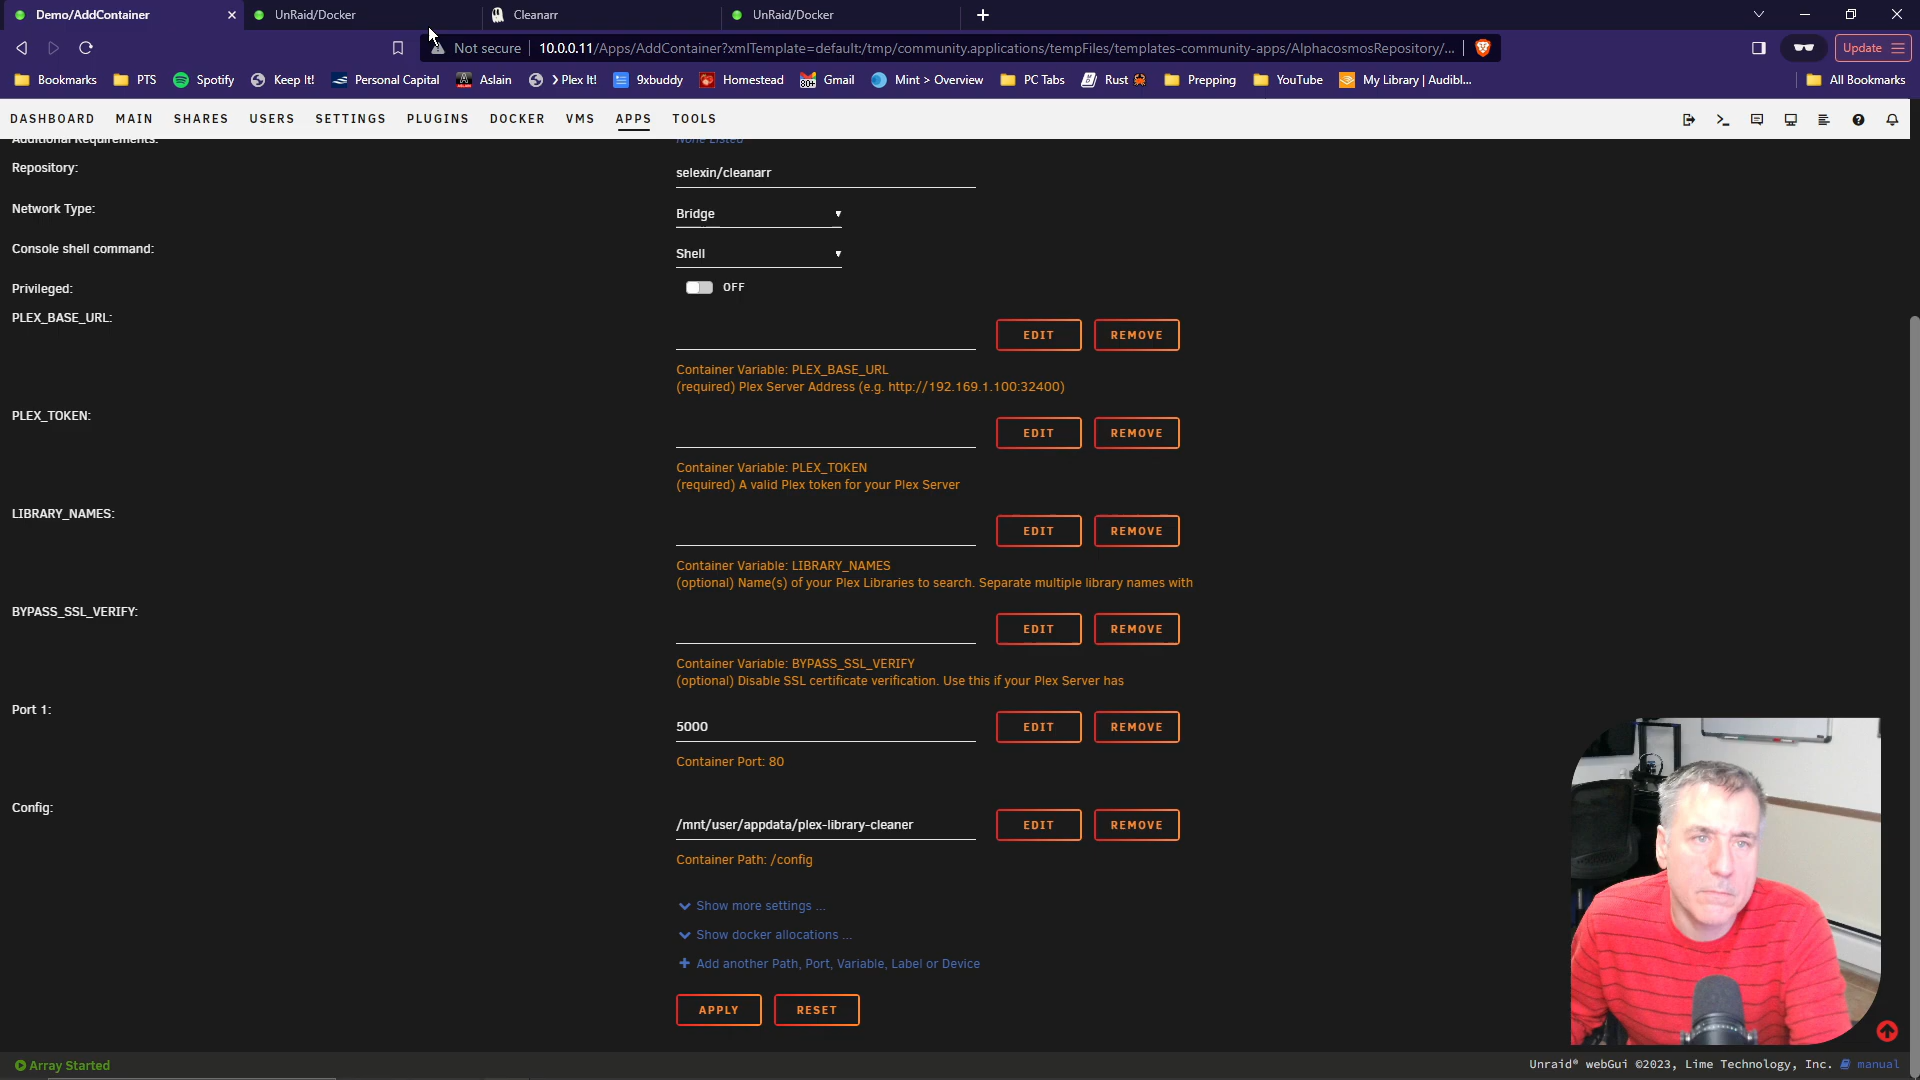 Demo/AddContainer
UnRaid/Docker
Cleanarr
UnRaid/Docker
Not secure
10.0.0.11/Apps/AddContainer?xmlTemplate=default:/tmp/community.applications/tempFiles/templates-community-apps/AlphacosmosRepository/...
Update
Bookmarks
PTS
Spotify
Keep It!
Personal Capital
Aslain
> Plex It!
9xbuddy
Homestead
Gmail
Mint > Overview
PC Tabs
Rust 🦀
Prepping
YouTube
My Library | Audibl...
All Bookmarks
DASHBOARD MAIN SHARES USERS SETTINGS PLUGINS DOCKER VMS APPS TOOLS
Additional Requirements:
None Listed
Repository:
selexin/cleanarr
Network Type:
Bridge
Console shell command:
Shell
Privileged:
OFF
PLEX_BASE_URL:
EDIT REMOVE
Container Variable: PLEX_BASE_URL
(required) Plex Server Address (e.g. http://192.169.1.100:32400)
PLEX_TOKEN:
EDIT REMOVE
Container Variable: PLEX_TOKEN
(required) A valid Plex token for your Plex Server
LIBRARY_NAMES:
EDIT REMOVE
Container Variable: LIBRARY_NAMES
(optional) Name(s) of your Plex Libraries to search. Separate multiple library names with
BYPASS_SSL_VERIFY:
EDIT REMOVE
Container Variable: BYPASS_SSL_VERIFY
(optional) Disable SSL certificate verification. Use this if your Plex Server has
Port 1:
5000
EDIT REMOVE
Container Port: 80
Config:
/mnt/user/appdata/plex-library-cleaner
EDIT REMOVE
Container Path: /config
Show more settings ...
Show docker allocations ...
Add another Path, Port, Variable, Label or Device
APPLY RESET
Array Started
Unraid® webGui ©2023, Lime Technology, Inc. manual